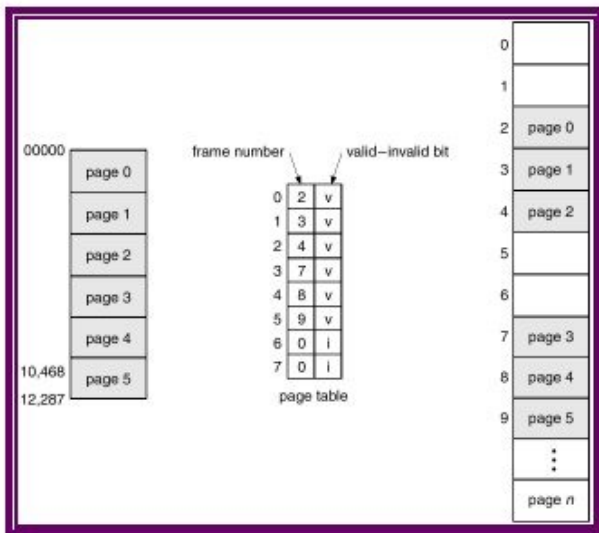 00000
page 0
page 1
page 2
page 3
page 4
page 5
10,468
12,287
frame number
valid–invalid bit
0 2 v
1 3 v
2 4 v
3 7 v
4 8 v
5 9 v
6 0 i
7 0 i
page table
0
1
2 page 0
3 page 1
4 page 2
5
6
7 page 3
8 page 4
9 page 5
⋮
page n